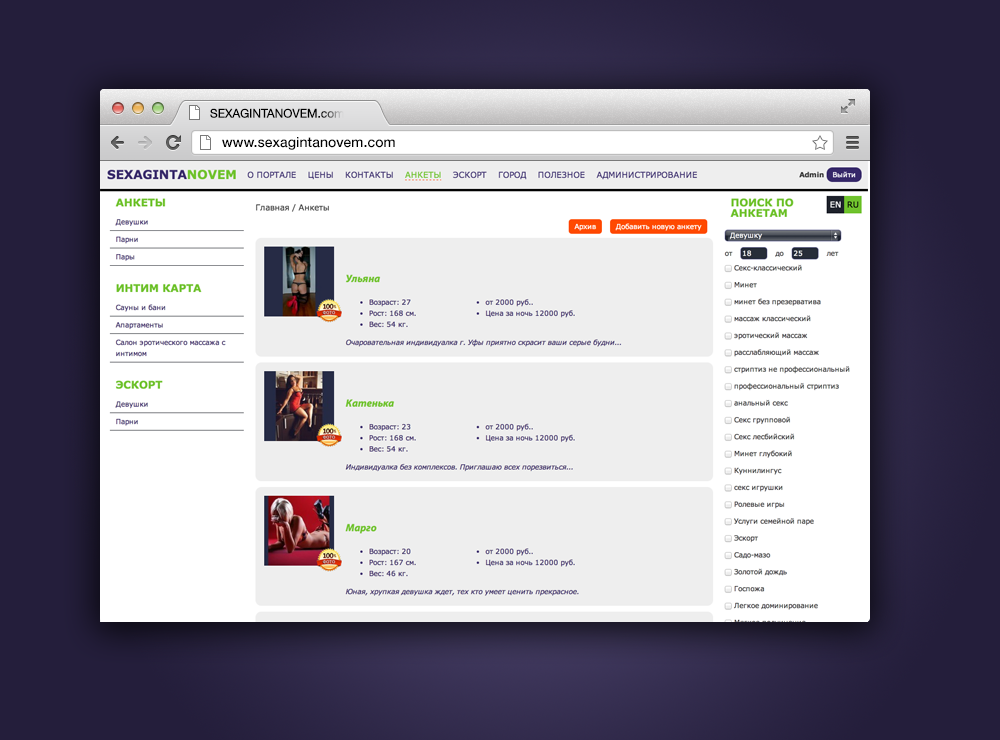 SEXAGINTANOVEM.com
www.sexagintanovem.com
SEXAGINTANOVEM О ПОРТАЛЕ ЦЕНЫ КОНТАКТЫ АНКЕТЫ ЭСКОРТ ГОРОД ПОЛЕЗНОЕ АДМИНИСТРИРОВАНИЕ Admin Выйти
АНКЕТЫ
Девушки
Парни
Пары
ИНТИМ КАРТА
Сауны и бани
Апартаменты
Салон эротического массажа с
интимом
ЭСКОРТ
Девушки
Парни
Главная / Анкеты
Архив Добавить новую анкету
100%
ФОТО
Ульяна
Возраст: 27
Рост: 168 см.
Вес: 54 кг.
от 2000 руб..
Цена за ночь 12000 руб.
Очаровательная индивидуалка г. Уфы приятно скрасит ваши серые будни...
100%
ФОТО
Катенька
Возраст: 23
Рост: 168 см.
Вес: 54 кг.
от 2000 руб..
Цена за ночь 12000 руб.
Индивидуалка без комплексов. Приглашаю всех порезвиться...
100%
ФОТО
Марго
Возраст: 20
Рост: 167 см.
Вес: 46 кг.
от 2000 руб..
Цена за ночь 12000 руб.
Юная, хрупкая девушка ждет, тех кто умеет ценить прекрасное.
ПОИСК ПО
АНКЕТАМ
EN RU
Девушку
от 18 до 25 лет
Секс-классический
Минет
минет без презерватива
массаж классический
эротический массаж
расслабляющий массаж
стриптиз не профессиональный
профессиональный стриптиз
анальный секс
Секс групповой
Секс лесбийский
Минет глубокий
Куннилингус
секс игрушки
Ролевые игры
Услуги семейной паре
Эскорт
Садо-мазо
Золотой дождь
Госпожа
Легкое доминирование